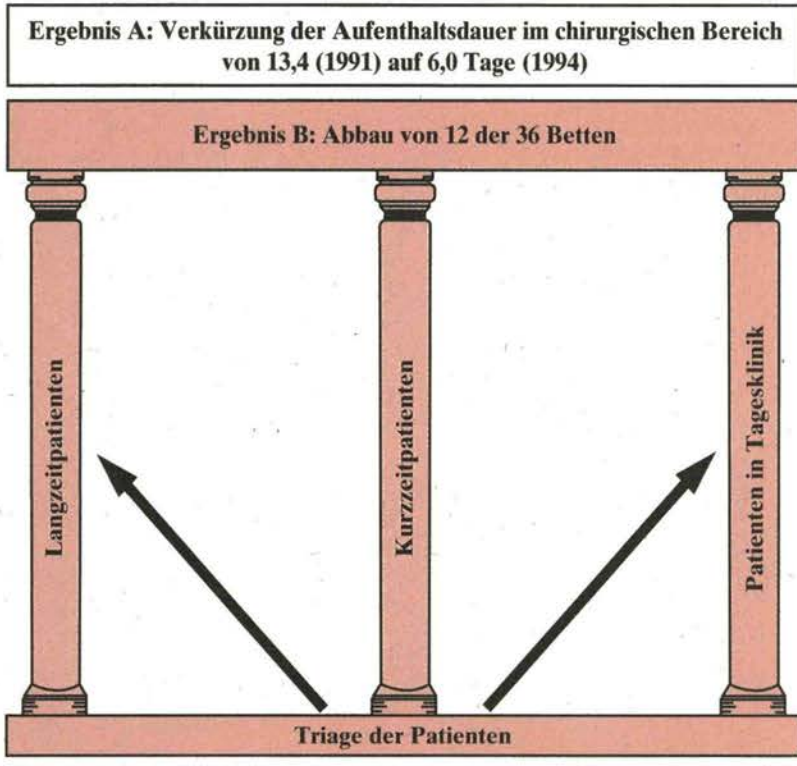 Ergebnis A: Verkürzung der Aufenthaltsdauer im chirurgischen Bereich
von 13,4 (1991) auf 6,0 Tage (1994)
Ergebnis B: Abbau von 12 der 36 Betten
Langzeitpatienten
Kurzzeitpatienten
Patienten in Tagesklinik
Triage der Patienten